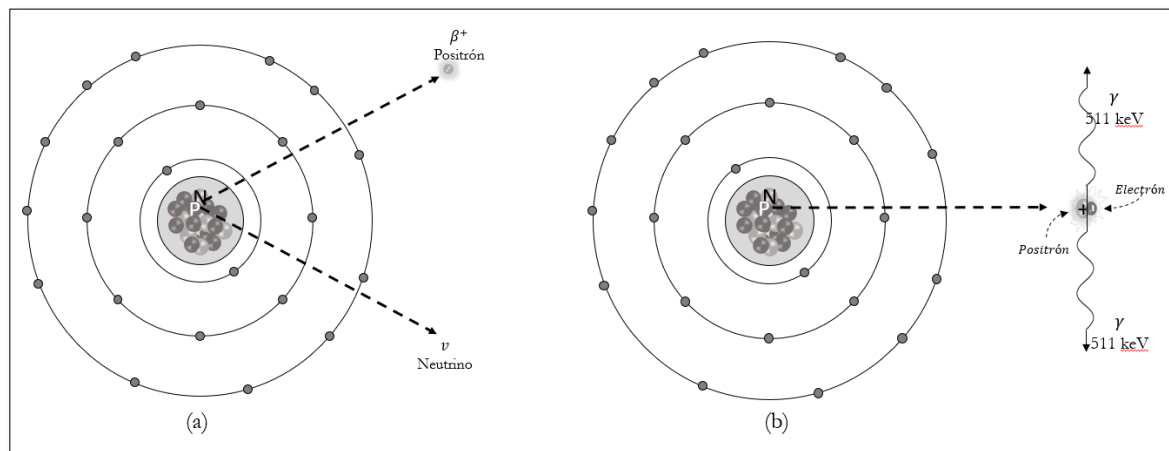 β⁺
Positrón
N
P
ν
Neutrino
(a)
N
P
γ
511 keV
Electrón
+
Positrón
γ
511 keV
(b)